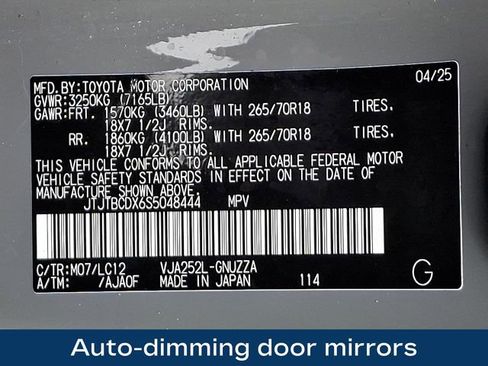 MFD.BY:TOYOTA MOTOR CORPORATION 04/25
GVWR:3250KG (7165LB)
GAWR:FRT. 1570KG (3460LB) WITH 265/70R18 TIRES.
18X7 1/2J RIMS.
RR. 1860KG (4100LB) WITH 265/70R18 TIRES.
18X7 1/2J RIMS.
THIS VEHICLE CONFORMS TO ALL APPLICABLE FEDERAL MOTOR
VEHICLE SAFETY STANDARDS IN EFFECT ON THE DATE OF
MANUFACTURE SHOWN ABOVE.
JTJTBCDX6S5048444 MPV
C/TR:M07/LC12 VJA252L-GNUZZA
A/TM: /AJA0F MADE IN JAPAN 114 G
Auto-dimming door mirrors